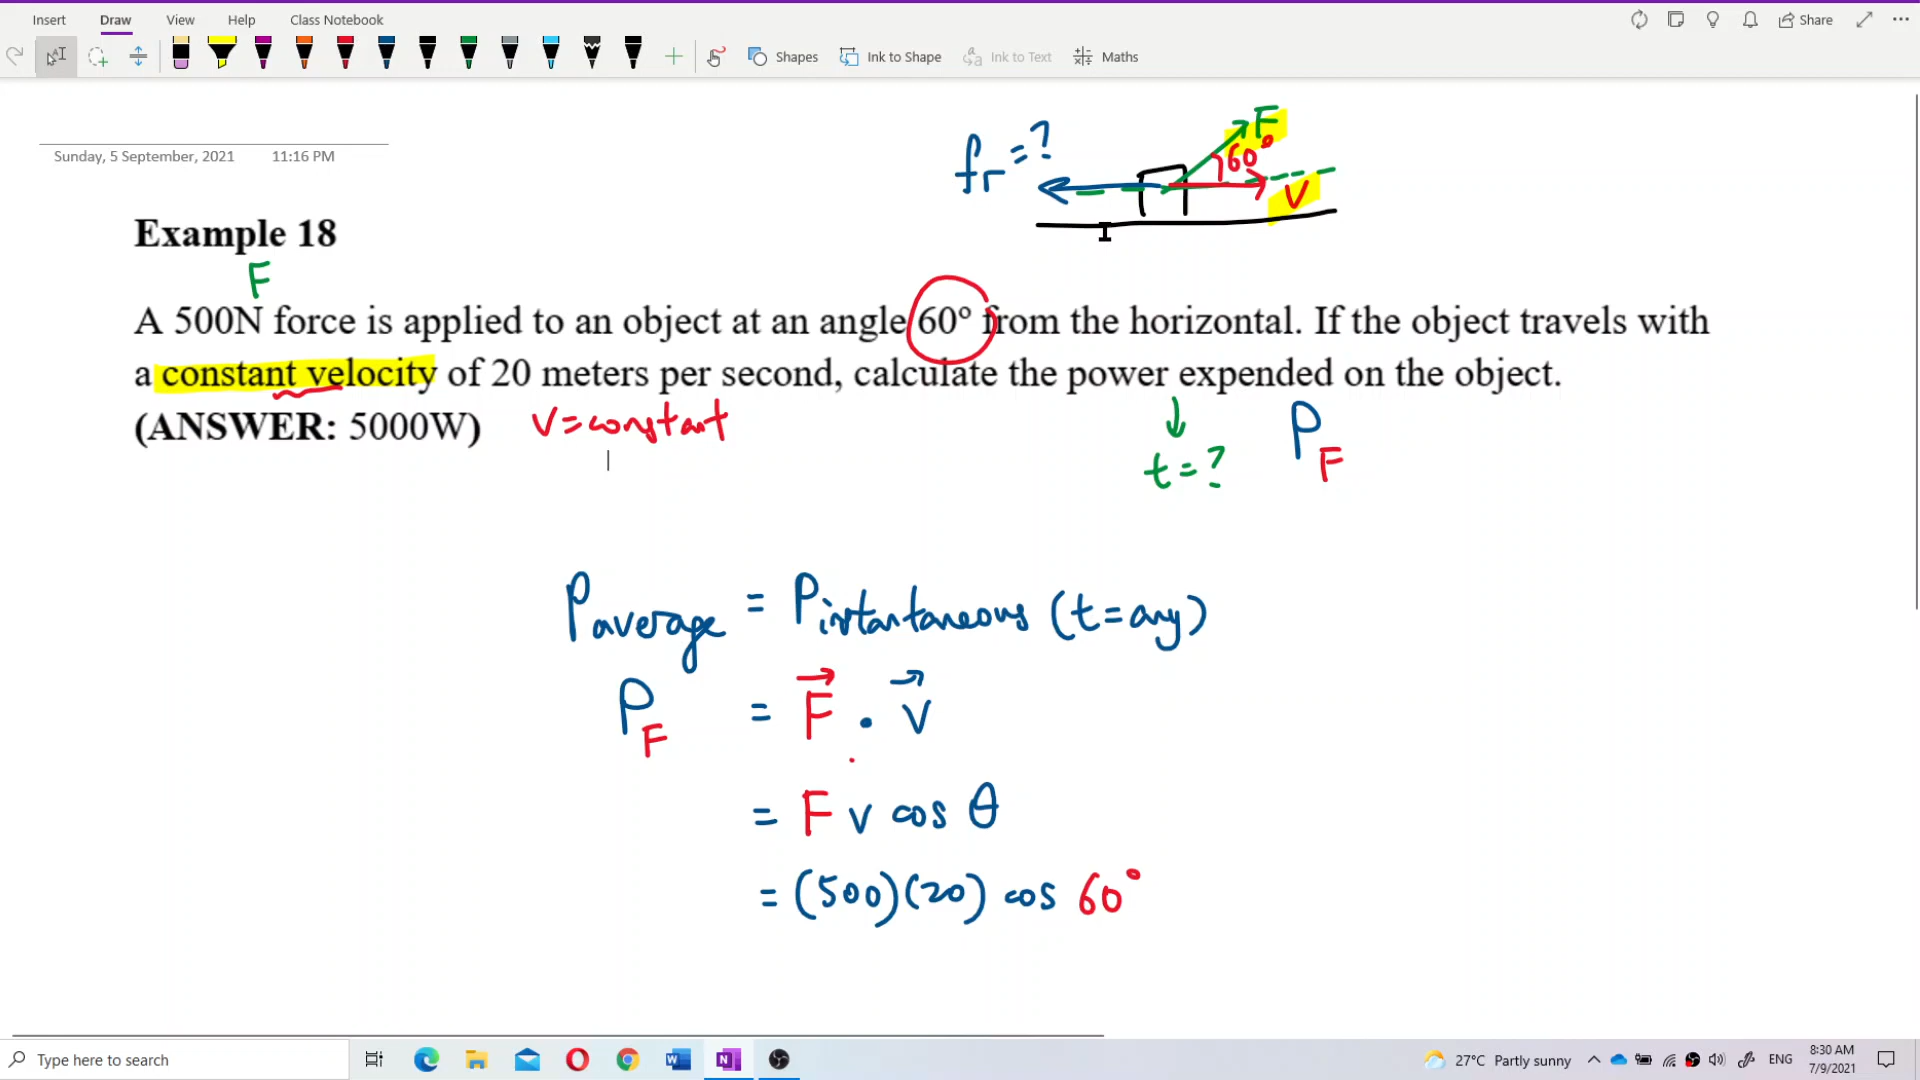 Insert Draw View Help Class Notebook Share
Shapes Ink to Shape Ink to Text Maths
Sunday, 5 September, 2021 11:16 PM
fr = ? F 60° v
Example 18
F
A 500N force is applied to an object at an angle 60° from the horizontal. If the object travels with
a constant velocity of 20 meters per second, calculate the power expended on the object.
(ANSWER: 5000W) v = constant
t = ? P F
P average = P instantaneous (t = any)
P F = F · v
= F v cos θ
= (500)(20) cos 60°
Type here to search 27°C Partly sunny ENG 8:30 AM
7/9/2021